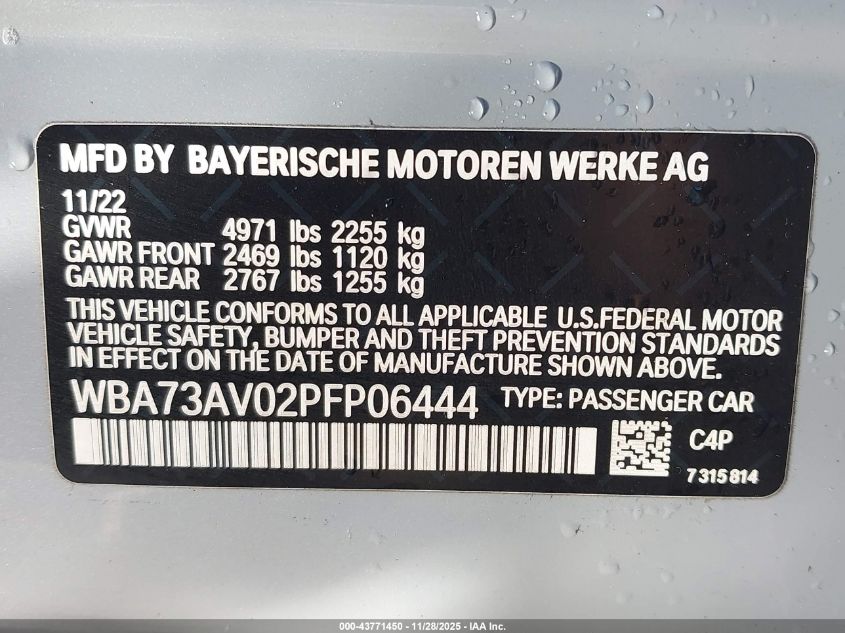 MFD BY BAYERISCHE MOTOREN WERKE AG
11/22
GVWR 4971 lbs 2255 kg
GAWR FRONT 2469 lbs 1120 kg
GAWR REAR 2767 lbs 1255 kg
THIS VEHICLE CONFORMS TO ALL APPLICABLE U.S.FEDERAL MOTOR
VEHICLE SAFETY, BUMPER AND THEFT PREVENTION STANDARDS
IN EFFECT ON THE DATE OF MANUFACTURE SHOWN ABOVE.
WBA73AV02PFP06444 TYPE: PASSENGER CAR
C4P
7315814
000-43771450 - 11/28/2025 - IAA Inc.